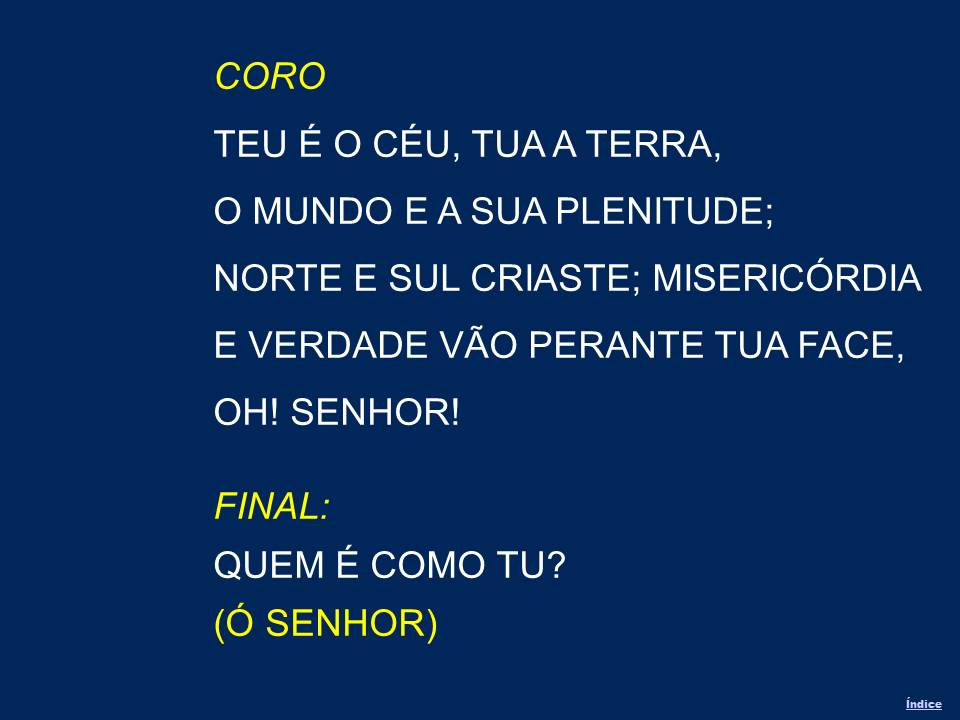 CORO
TEU É O CÉU, TUA A TERRA,
O MUNDO E A SUA PLENITUDE;
NORTE E SUL CRIASTE; MISERICÓRDIA
E VERDADE VÃO PERANTE TUA FACE,
OH! SENHOR!
FINAL:
QUEM É COMO TU?
(Ó SENHOR)
Índice